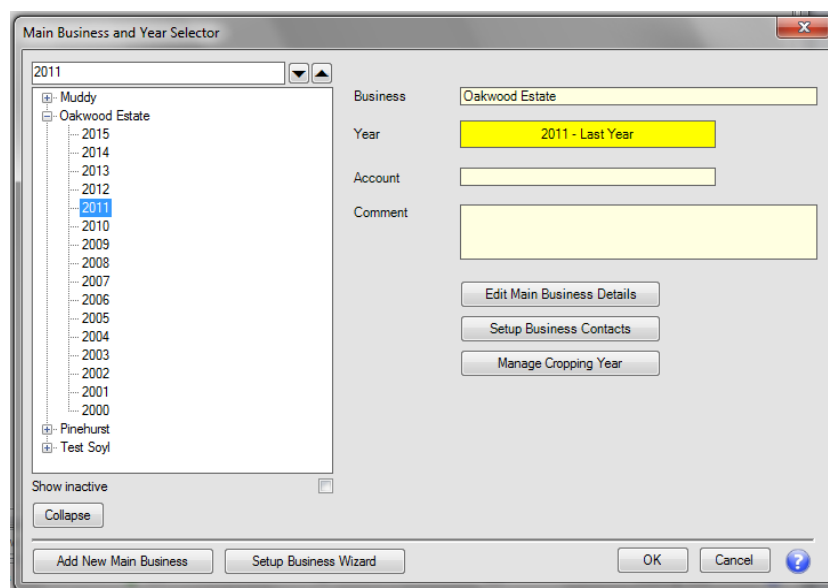 Main Business and Year Selector
2011
Muddy
Oakwood Estate
2015
2014
2013
2012
2011
2010
2009
2008
2007
2006
2005
2004
2003
2002
2001
2000
Pinehurst
Test Soyl
Show inactive
Collapse
Business
Oakwood Estate
Year
2011 - Last Year
Account
Comment
Edit Main Business Details
Setup Business Contacts
Manage Cropping Year
Add New Main Business
Setup Business Wizard
OK
Cancel
?